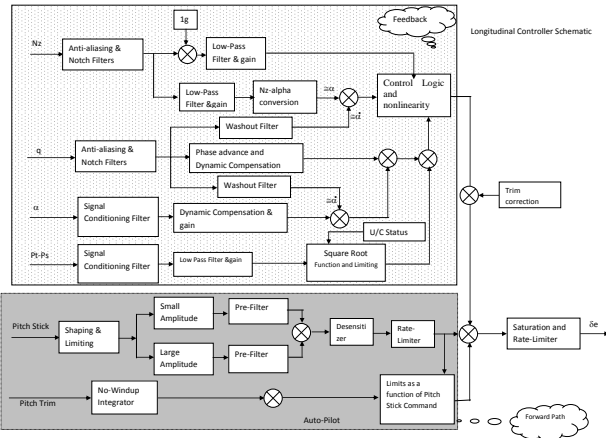 1g
Feedback
Longitudinal Controller Schematic
Nz
Anti-aliasing &
Notch Filters
Low-Pass
Filter & gain
Low-Pass
Filter &gain
Nz-alpha
conversion
≅α
Control Logic
and
nonlinearity
≅α̇
Washout Filter
q
Anti-aliasing &
Notch Filters
Phase advance and
Dynamic Compensation
Washout Filter
≅α̇
α
Signal
Conditioning Filter
Dynamic Compensation &
gain
Trim
correction
U/C Status
Pt-Ps
Signal
Conditioning Filter
Low Pass Filter &gain
Square Root
Function and Limiting
Pitch Stick
Shaping &
Limiting
Small
Amplitude
Pre-Filter
Large
Amplitude
Pre-Filter
Desensiti
zer
Rate-
Limiter
Saturation and
Rate-Limiter
δe
Pitch Trim
No-Windup
Integrator
Limits as a
function of Pitch
Stick Command
Auto-Pilot
Forward Path